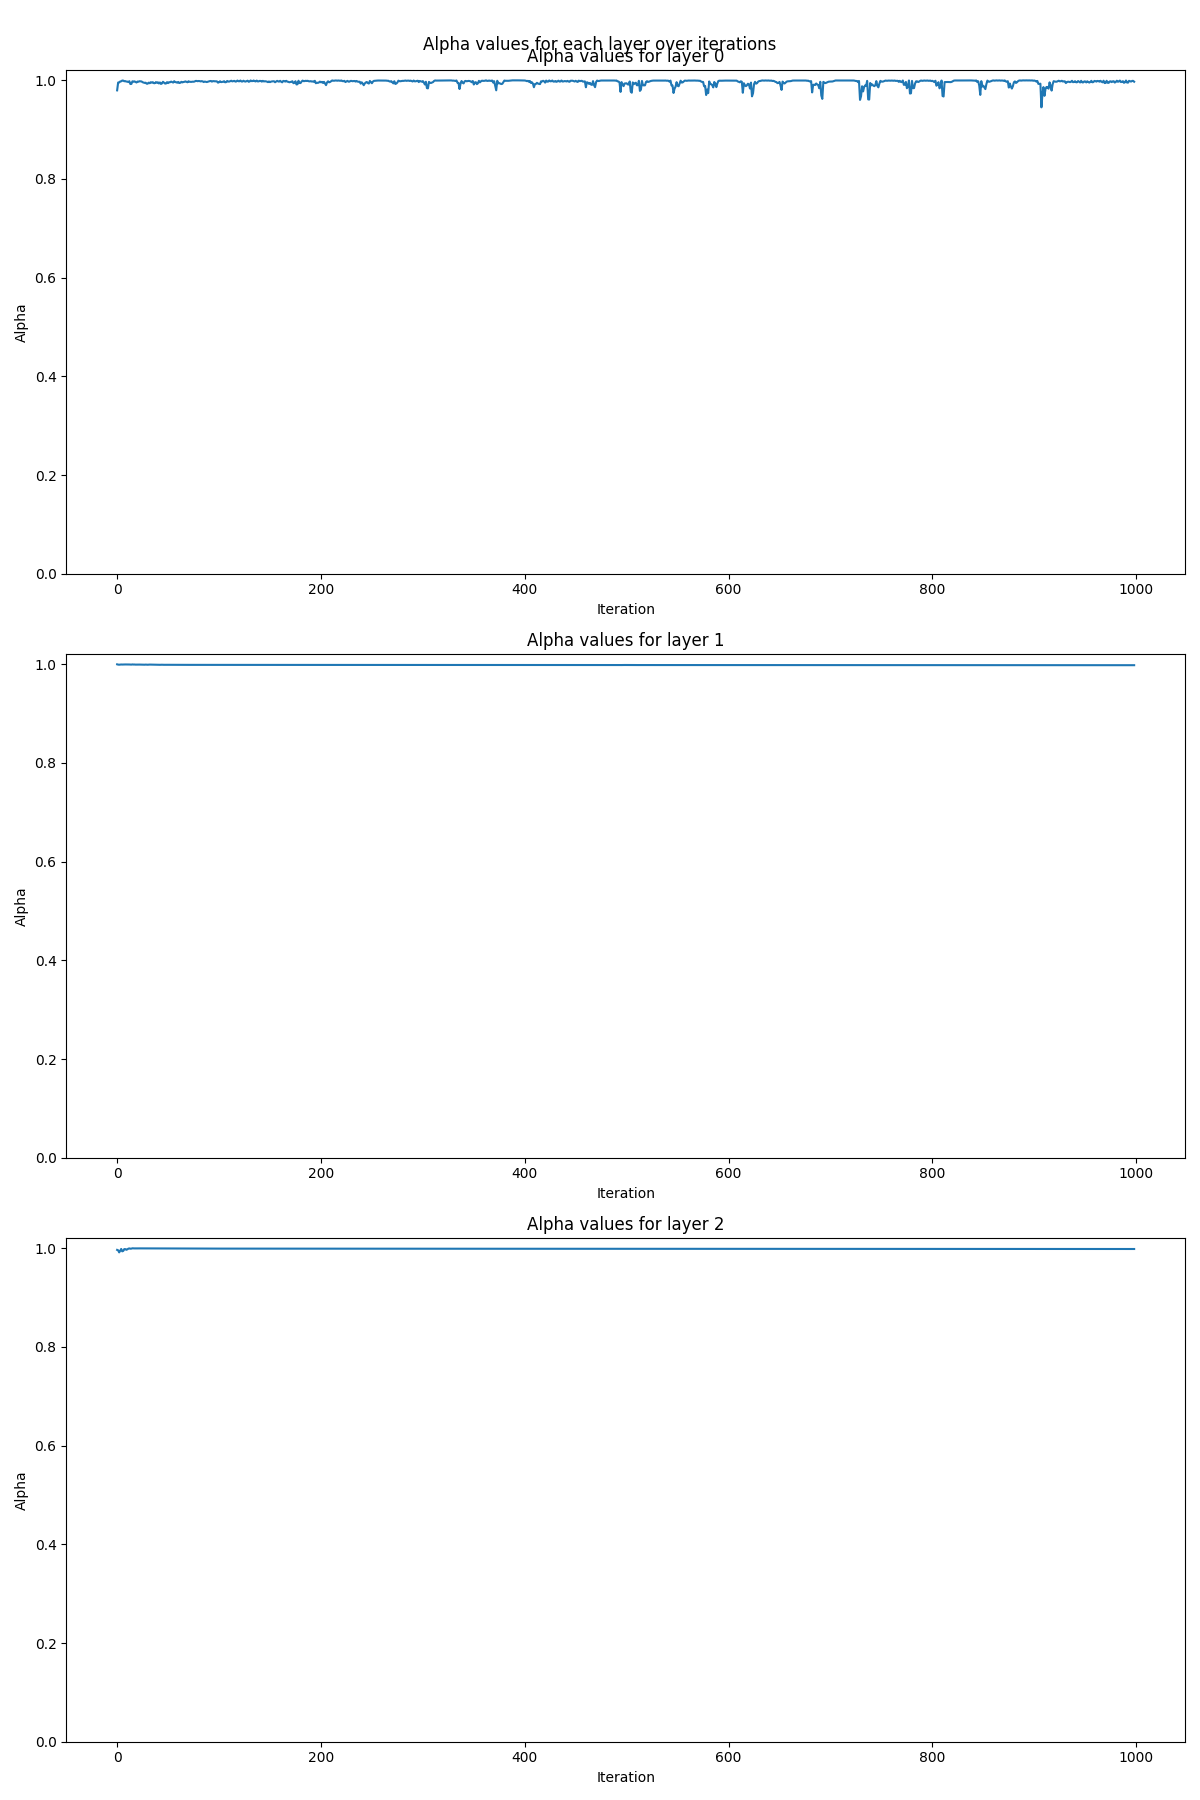 Alpha values for each layer over iterations
Alpha values for layer 0
1.0
0.8
0.6
0.4
0.2
0.0
Alpha
0 200 400 600 800 1000
Iteration
Alpha values for layer 1
1.0
0.8
0.6
0.4
0.2
0.0
Alpha
0 200 400 600 800 1000
Iteration
Alpha values for layer 2
1.0
0.8
0.6
0.4
0.2
0.0
Alpha
0 200 400 600 800 1000
Iteration